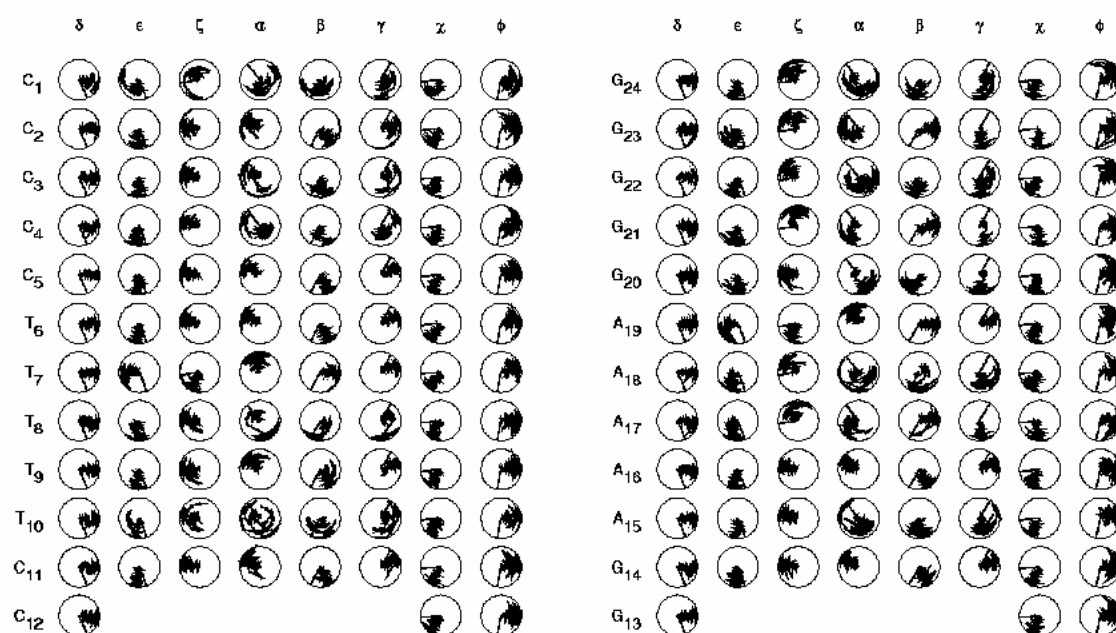 δ ε ζ α β γ χ ϕ δ ε ζ α β γ χ ϕ
C1 G24
C2 G23
C3 G22
C4 G21
C5 G20
T6 A19
T7 A18
T8 A17
T9 A16
T10 A15
C11 G14
C12 G13